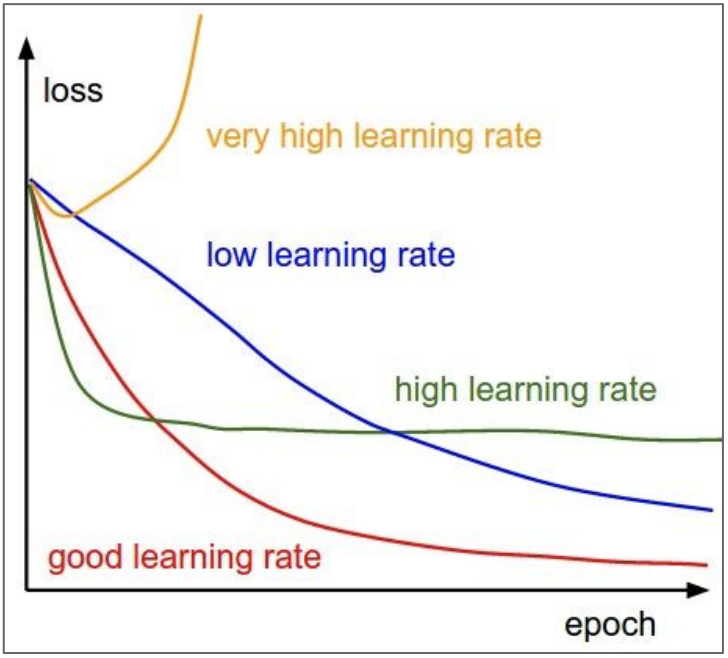 loss
very high learning rate
low learning rate
high learning rate
good learning rate
epoch